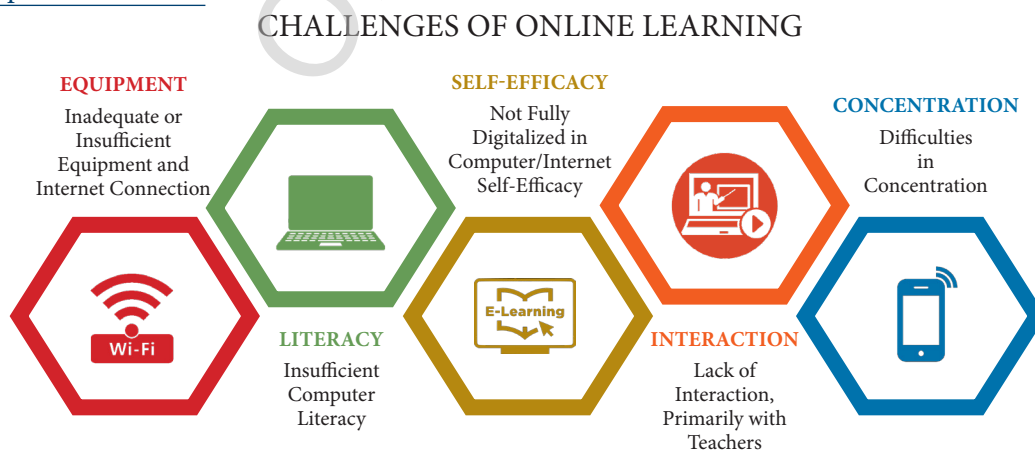 CHALLENGES OF ONLINE LEARNING
EQUIPMENT
Inadequate or
Insufficient
Equipment and
Internet Connection
Wi-Fi
LITERACY
Insufficient
Computer
Literacy
SELF-EFFICACY
Not Fully
Digitalized in
Computer/Internet
Self-Efficacy
E-Learning
INTERACTION
Lack of
Interaction,
Primarily with
Teachers
CONCENTRATION
Difficulties
in
Concentration